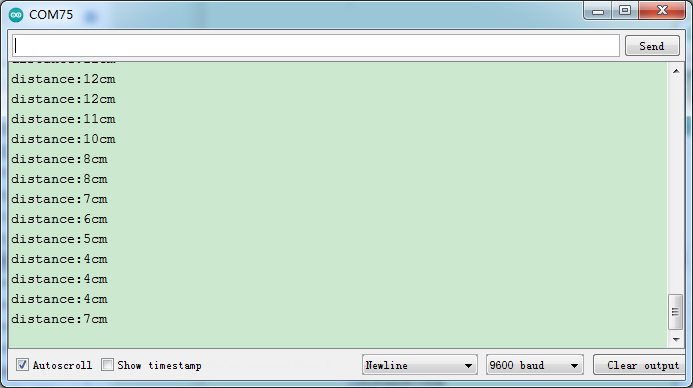 COM75
Send
distance:12cm
distance:12cm
distance:11cm
distance:10cm
distance:8cm
distance:8cm
distance:7cm
distance:6cm
distance:5cm
distance:4cm
distance:4cm
distance:4cm
distance:7cm
Autoscroll Show timestamp Newline 9600 baud Clear output